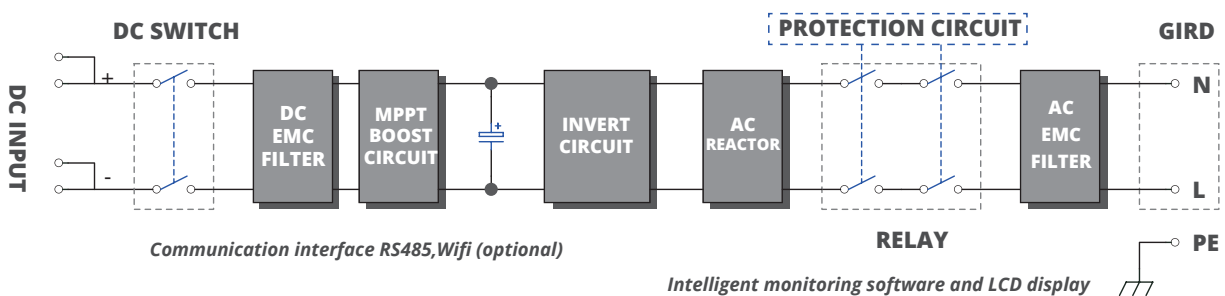 DC SWITCH
PROTECTION CIRCUIT
GIRD
DC INPUT
+
-
DC
EMC
FILTER
MPPT
BOOST
CIRCUIT
+
INVERT
CIRCUIT
AC
REACTOR
AC
EMC
FILTER
N
L
PE
RELAY
Communication interface RS485,Wifi (optional)
Intelligent monitoring software and LCD display